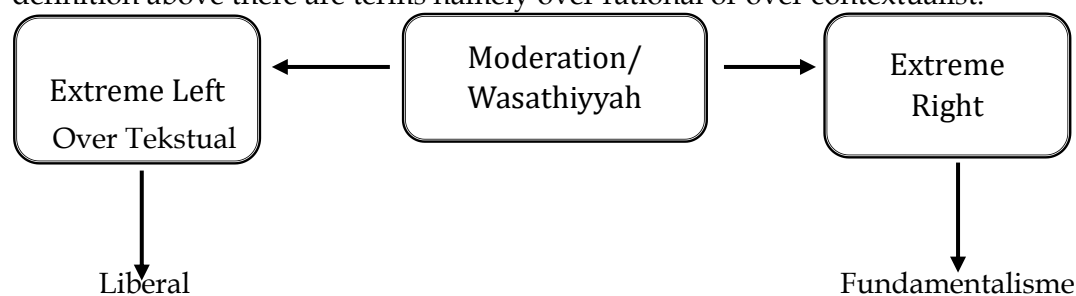 definition above there are terms namely over rational or over contextualist.
Moderation/
Wasathiyyah
Extreme Left
Over Tekstual
Extreme
Right
Liberal
Fundamentalisme